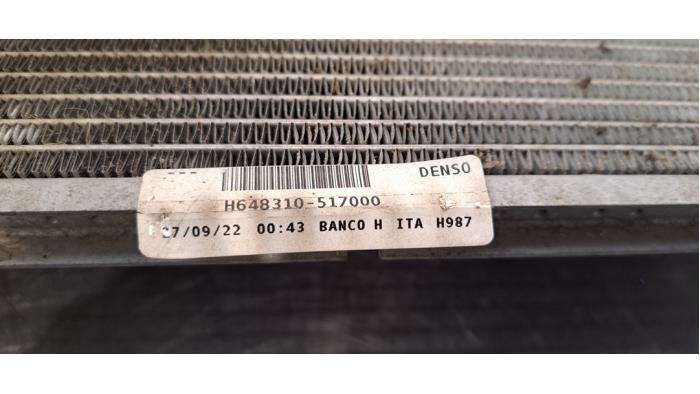 --- DENSO
H648310-517000
27/09/22 00:43 BANCO H ITA H987